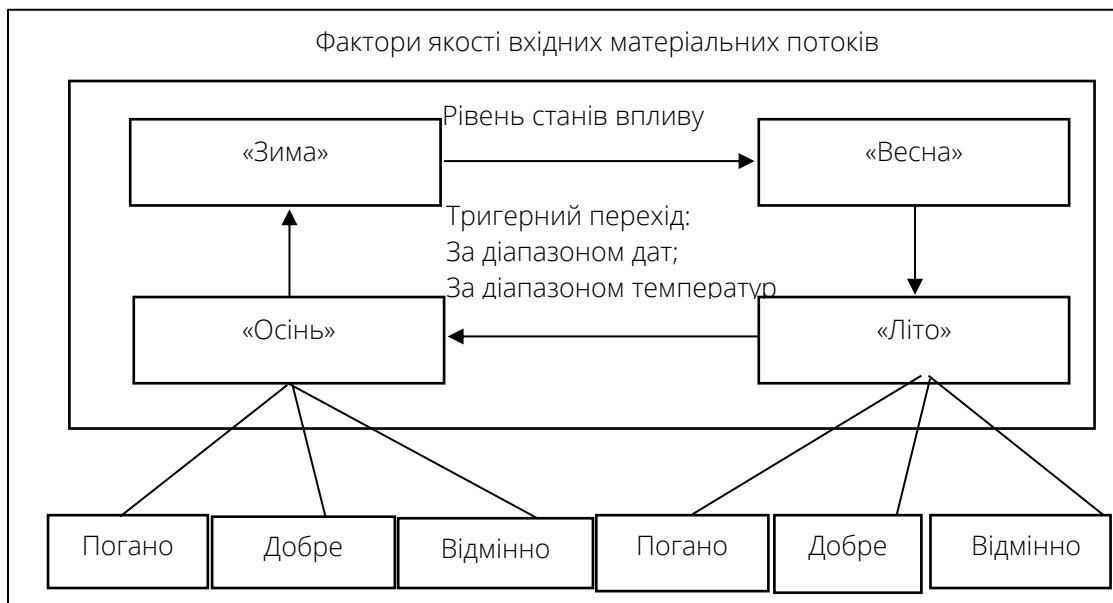 Фактори якості вхідних матеріальних потоків
Рівень станів впливу
«Зима»
«Весна»
Тригерний перехід:
За діапазоном дат;
За діапазоном температур
«Осінь»
«Літо»
Погано
Добре
Відмінно
Погано
Добре
Відмінно